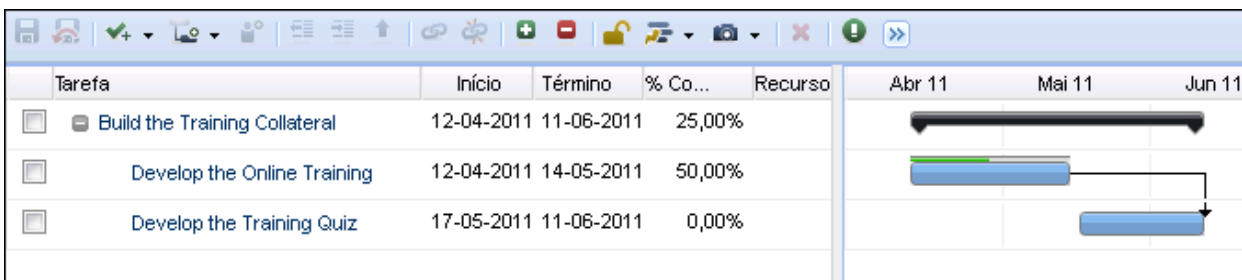 Tarefa Início Término % Co... Recurso Abr 11 Mai 11 Jun 11
Build the Training Collateral 12-04-2011 11-06-2011 25,00%
Develop the Online Training 12-04-2011 14-05-2011 50,00%
Develop the Training Quiz 17-05-2011 11-06-2011 0,00%